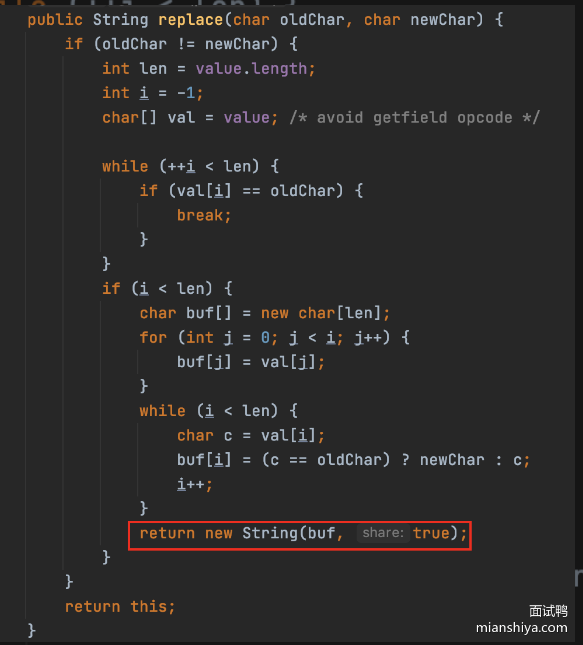 public String replace(char oldChar, char newChar) {
    if (oldChar != newChar) {
        int len = value.length;
        int i = -1;
        char[] val = value; /* avoid getfield opcode */
        while (++i < len) {
            if (val[i] == oldChar) {
                break;
            }
        }
        if (i < len) {
            char buf[] = new char[len];
            for (int j = 0; j < i; j++) {
                buf[j] = val[j];
            }
            while (i < len) {
                char c = val[i];
                buf[i] = (c == oldChar) ? newChar : c;
                i++;
            }
            return new String(buf, share: true);
        }
    }
    return this;
}
面试鸭
mianshiya.com